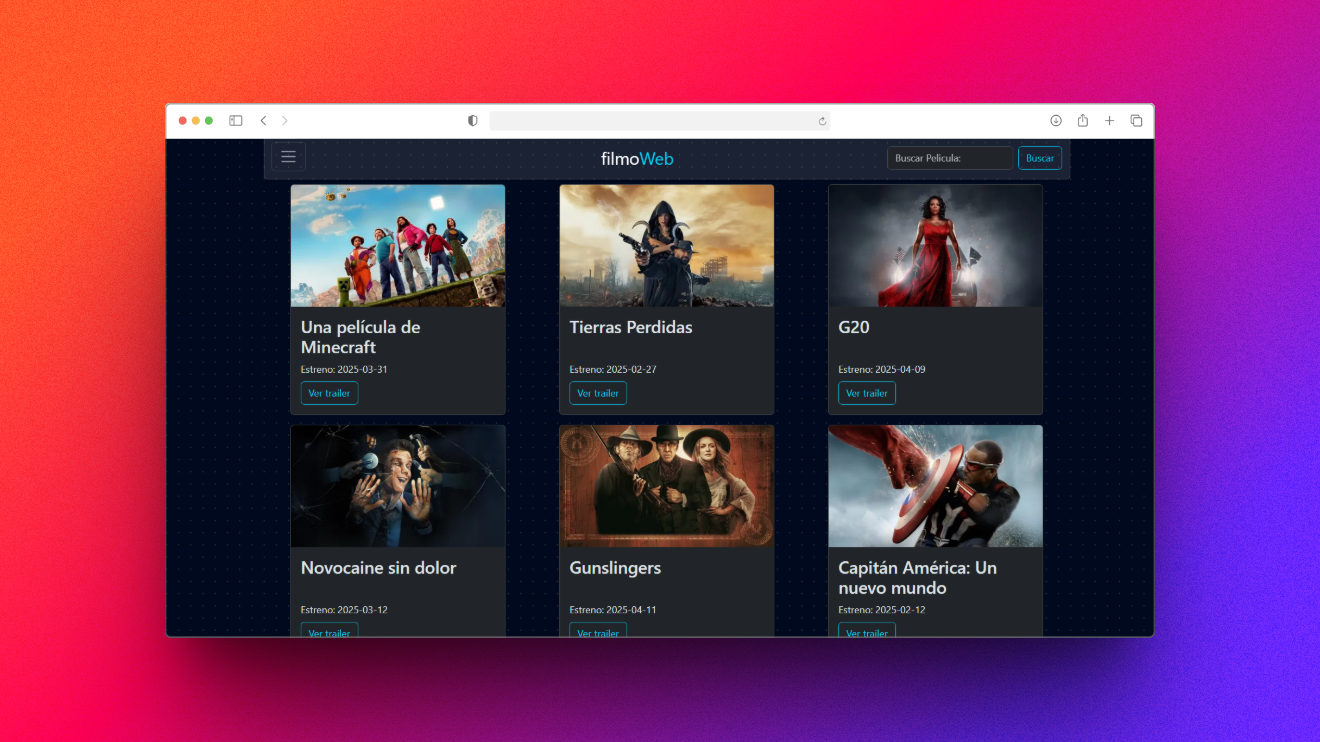 filmoWeb
Buscar Pelicula:
Buscar
Una película de
Minecraft
Estreno: 2025-03-31
Ver trailer
Tierras Perdidas
Estreno: 2025-02-27
Ver trailer
G20
Estreno: 2025-04-09
Ver trailer
Novocaine sin dolor
Estreno: 2025-03-12
Ver trailer
Gunslingers
Estreno: 2025-04-11
Ver trailer
Capitán América: Un
nuevo mundo
Estreno: 2025-02-12
Ver trailer